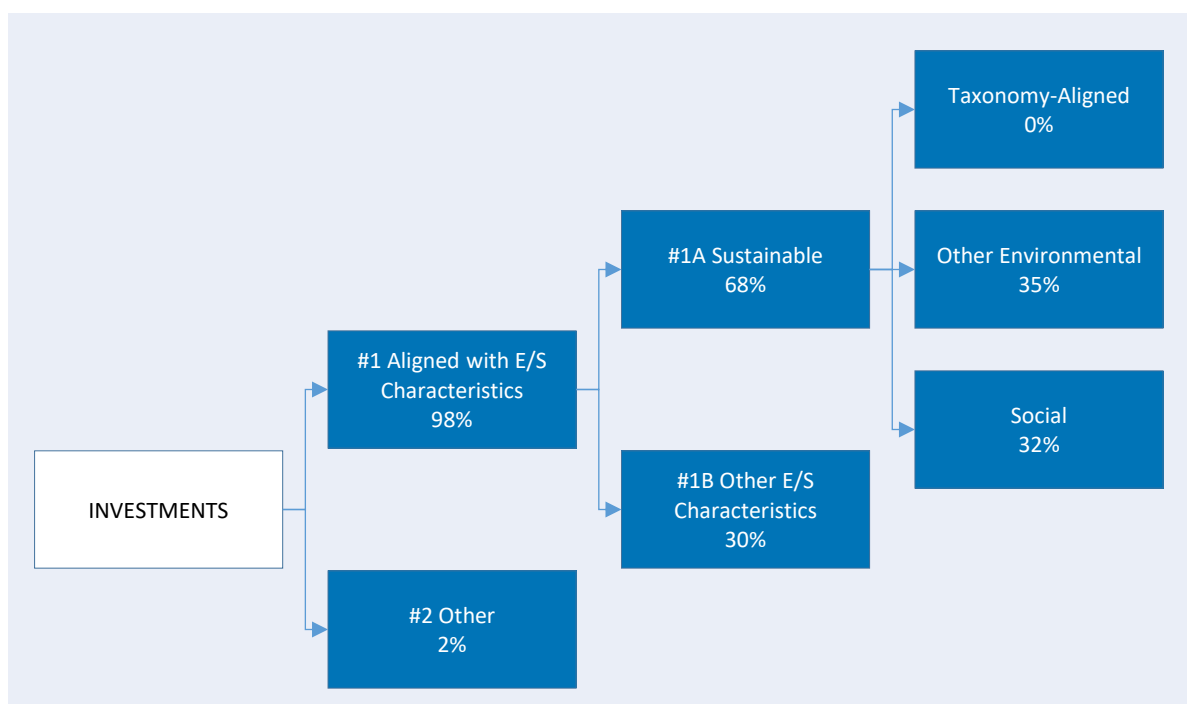 INVESTMENTS
#1 Aligned with E/S
Characteristics
98%
#2 Other
2%
#1A Sustainable
68%
#1B Other E/S
Characteristics
30%
Taxonomy-Aligned
0%
Other Environmental
35%
Social
32%